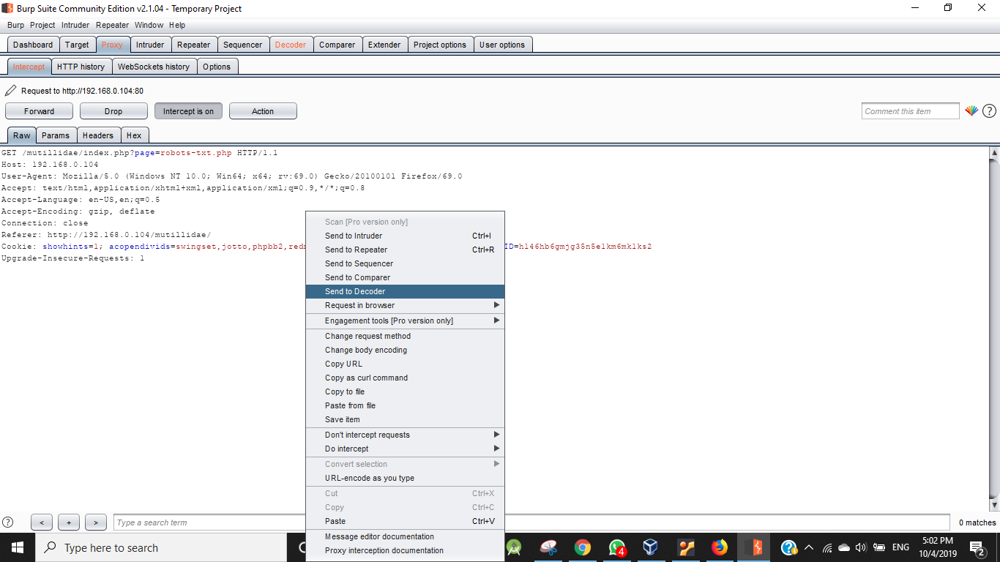 Burp Suite Community Edition v2.1.04 - Temporary Project
Burp Project Intruder Repeater Window Help
Dashboard Target Proxy Intruder Repeater Sequencer Decoder Comparer Extender Project options User options
Intercept HTTP history WebSockets history Options
Request to http://192.168.0.104:80
Forward Drop Intercept is on Action Comment this item ?
Raw Params Headers Hex
GET /mutillidae/index.php?page=robots-txt.php HTTP/1.1
Host: 192.168.0.104
User-Agent: Mozilla/5.0 (Windows NT 10.0; Win64; x64; rv:69.0) Gecko/20100101 Firefox/69.0
Accept: text/html,application/xhtml+xml,application/xml;q=0.9,*/*;q=0.8
Accept-Language: en-US,en;q=0.5
Accept-Encoding: gzip, deflate
Connection: close
Referer: http://192.168.0.104/mutillidae/
Cookie: showhints=1; acopendivids=swingset,jotto,phpbb2,redm ID=hl46hb6gmjg35n5elkm6mklks2
Upgrade-Insecure-Requests: 1
Scan [Pro version only]
Send to Intruder Ctrl+I
Send to Repeater Ctrl+R
Send to Sequencer
Send to Comparer
Send to Decoder
Request in browser
Engagement tools [Pro version only]
Change request method
Change body encoding
Copy URL
Copy as curl command
Copy to file
Paste from file
Save item
Don't intercept requests
Do intercept
Convert selection
URL-encode as you type
Cut Ctrl+X
Copy Ctrl+C
Paste Ctrl+V
Message editor documentation
Proxy interception documentation
? < + > Type a search term 0 matches
Type here to search 4 ENG 5:02 PM 2
10/4/2019